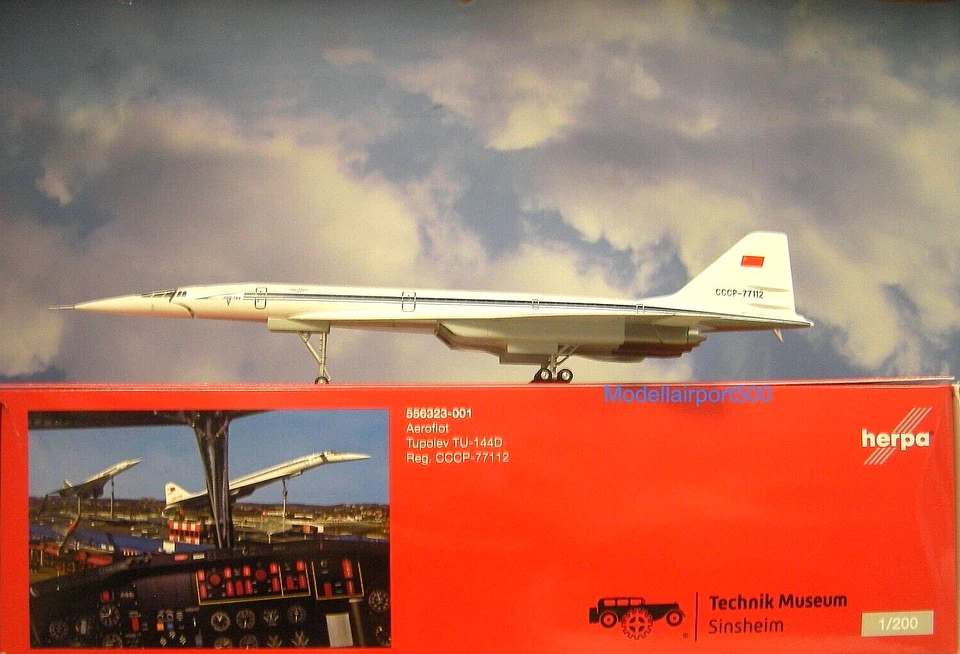 CCCP-77112
Modellairport500
556323-001
Aeroflot
Tupolev TU-144D
Reg. CCCP-77112
herpa
Technik Museum
Sinsheim
1/200